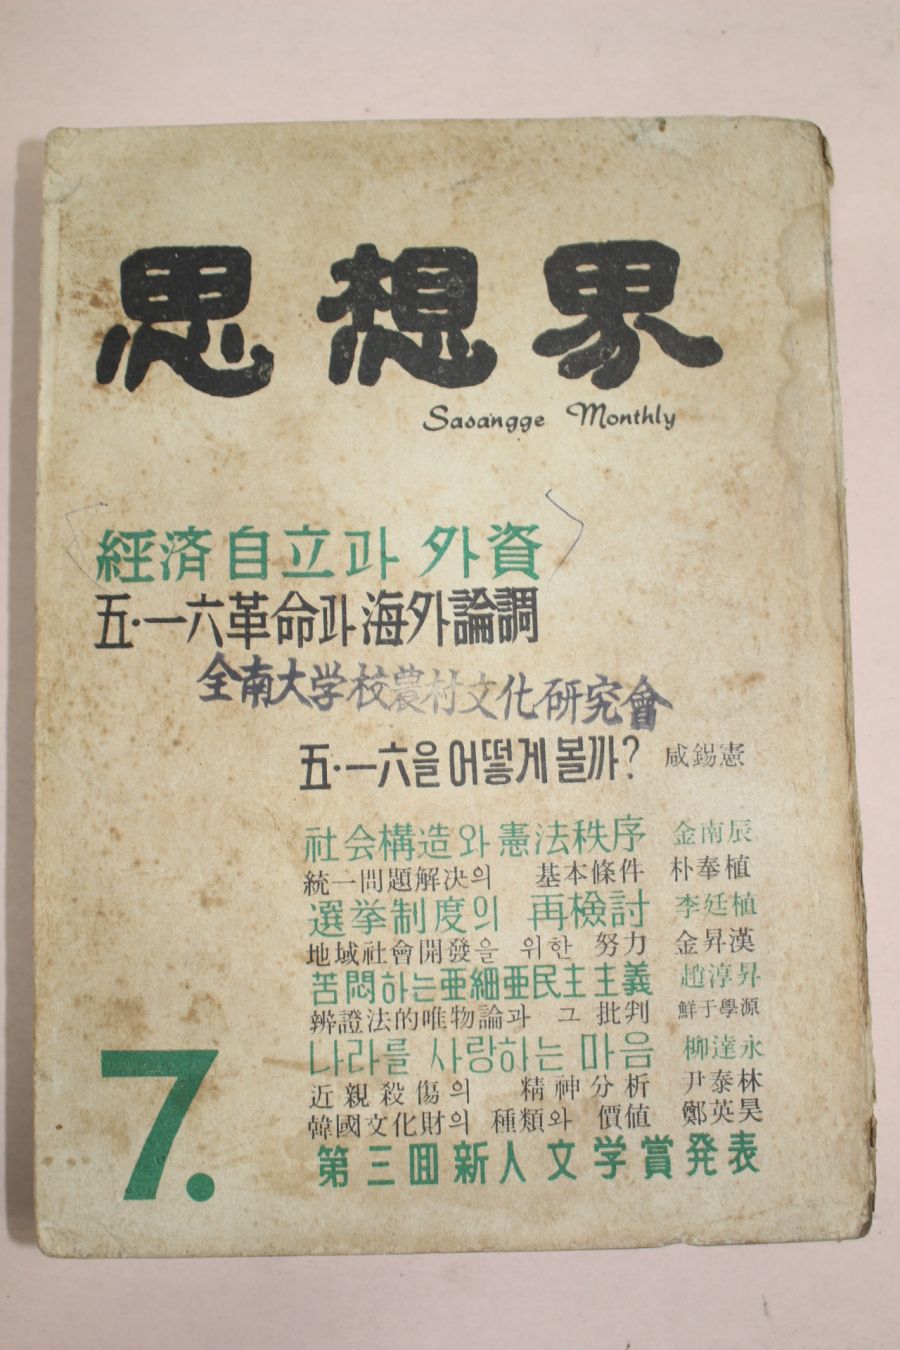 思想界
Sasangge Monthly
經済自立과 外資
五·一六革命과 海外論調
全南大学校農村文化研究會
五·一六을 어떻게 볼까? 咸錫憲
社会構造와 憲法秩序 金南辰
統一問題解决의 基本條件 朴奉植
選挙制度의 再檢討 李廷植
地域社會開發을 위한 努力 金昇漢
苦悶하는 亜細亜民主主義 趙淳昇
辨證法的唯物論과 그 批判 鮮于學源
나라를 사랑하는 마음 柳達永
近親殺傷의 精神分析 尹泰林
韓國文化財의 種類와 價値 鄭英昊
第三回新人文学賞発表
7.